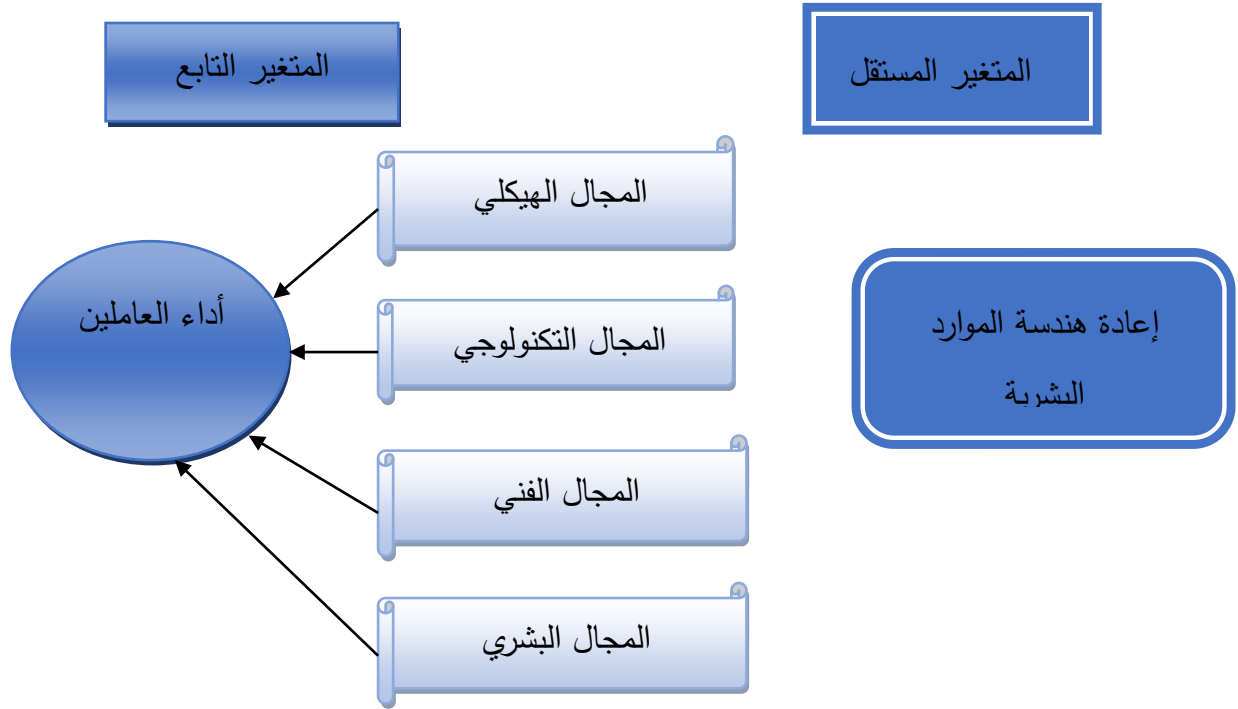 المتغير المستقل
المتغير التابع
المجال الهيكلي
إعادة هندسة الموارد
البشرية
أداء العاملين
المجال التكنولوجي
المجال الفني
المجال البشري